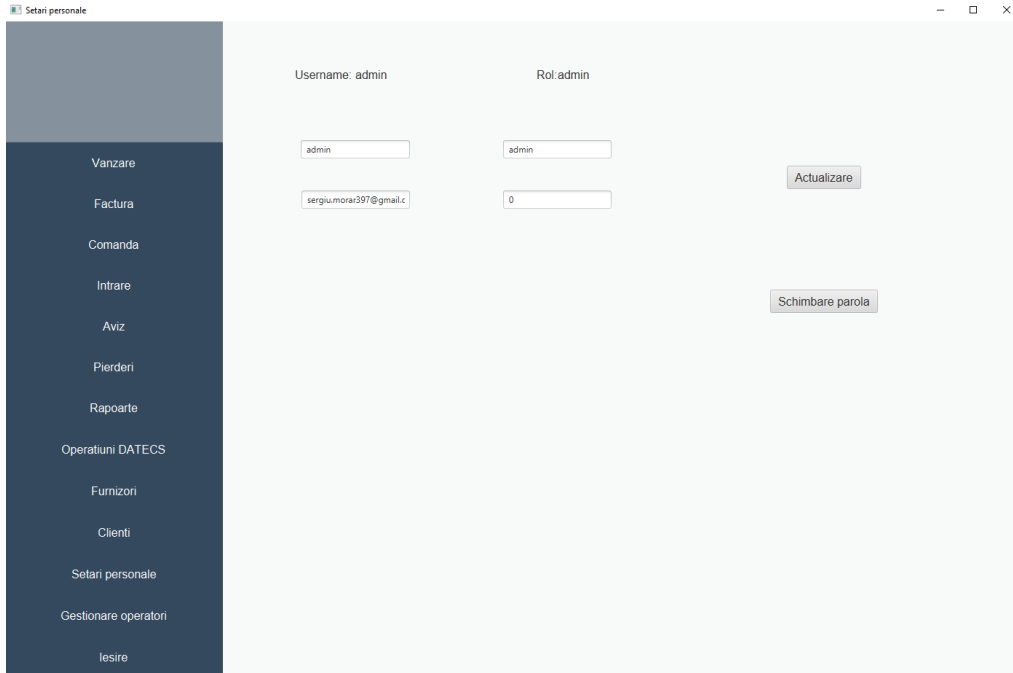 Setari personale
Username: admin
Rol:admin
admin
admin
Actualizare
sergiu.morar397@gmail.c
0
Schimbare parola
Vanzare
Factura
Comanda
Intrare
Aviz
Pierderi
Rapoarte
Operatiuni DATECS
Furnizori
Clienti
Setari personale
Gestionare operatori
Iesire